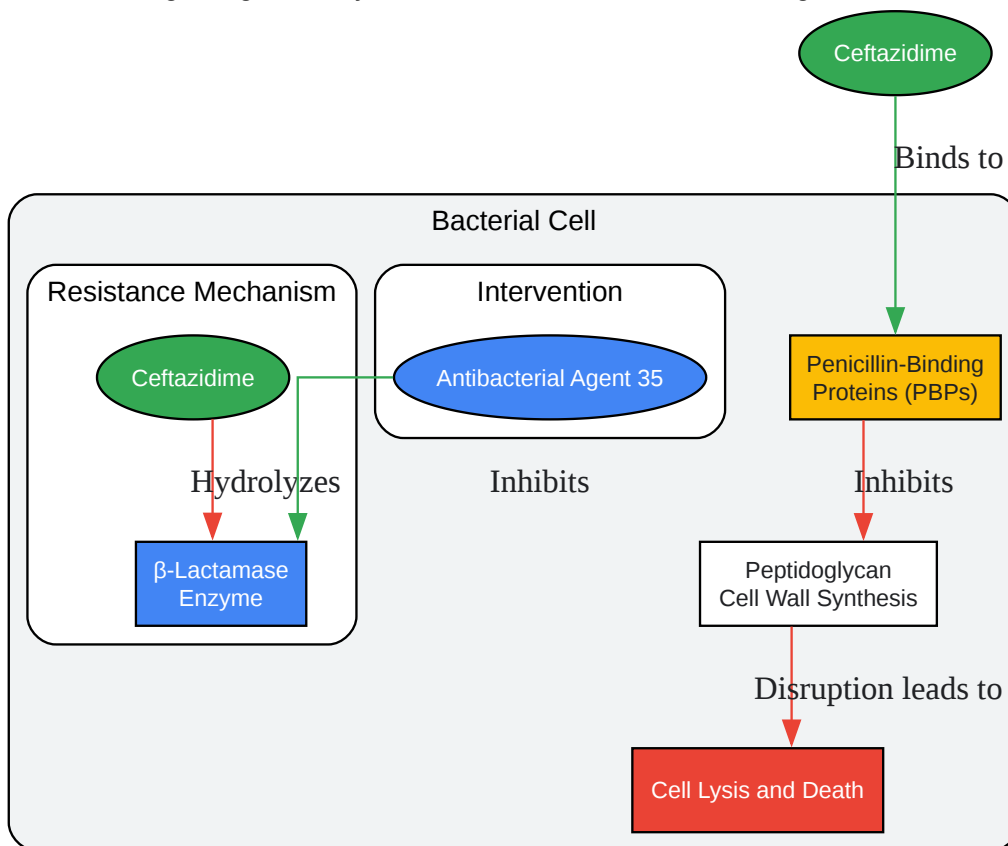 Ceftazidime
Binds to
Bacterial Cell
Resistance Mechanism
Intervention
Ceftazidime
Antibacterial Agent 35
Penicillin-Binding
Proteins (PBPs)
Hydrolyzes
Inhibits
Inhibits
β-Lactamase
Enzyme
Peptidoglycan
Cell Wall Synthesis
Disruption leads to
Cell Lysis and Death